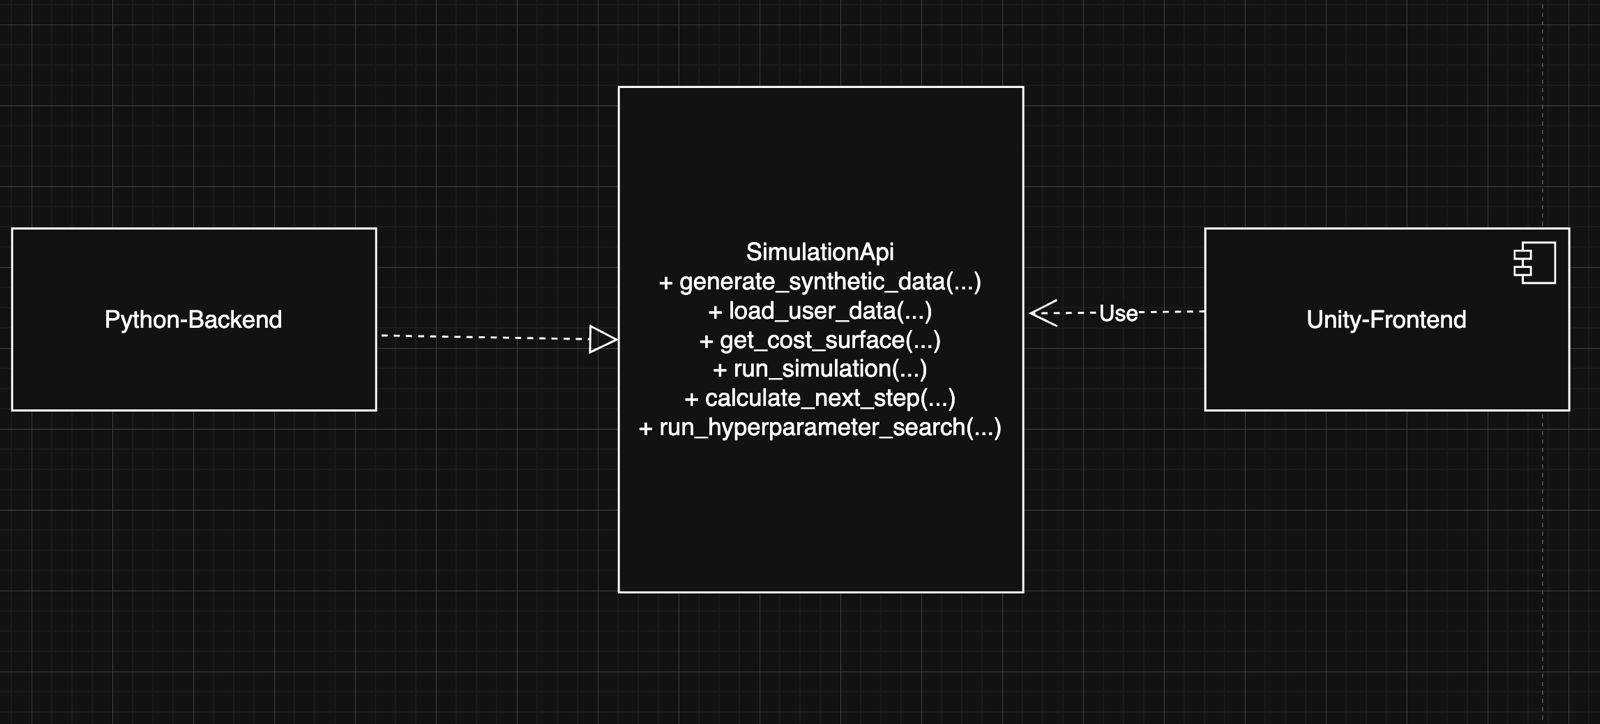 Python-Backend
SimulationApi
+ generate_synthetic_data(...)
+ load_user_data(...)
+ get_cost_surface(...)
+ run_simulation(...)
+ calculate_next_step(...)
+ run_hyperparameter_search(...)
Use
Unity-Frontend